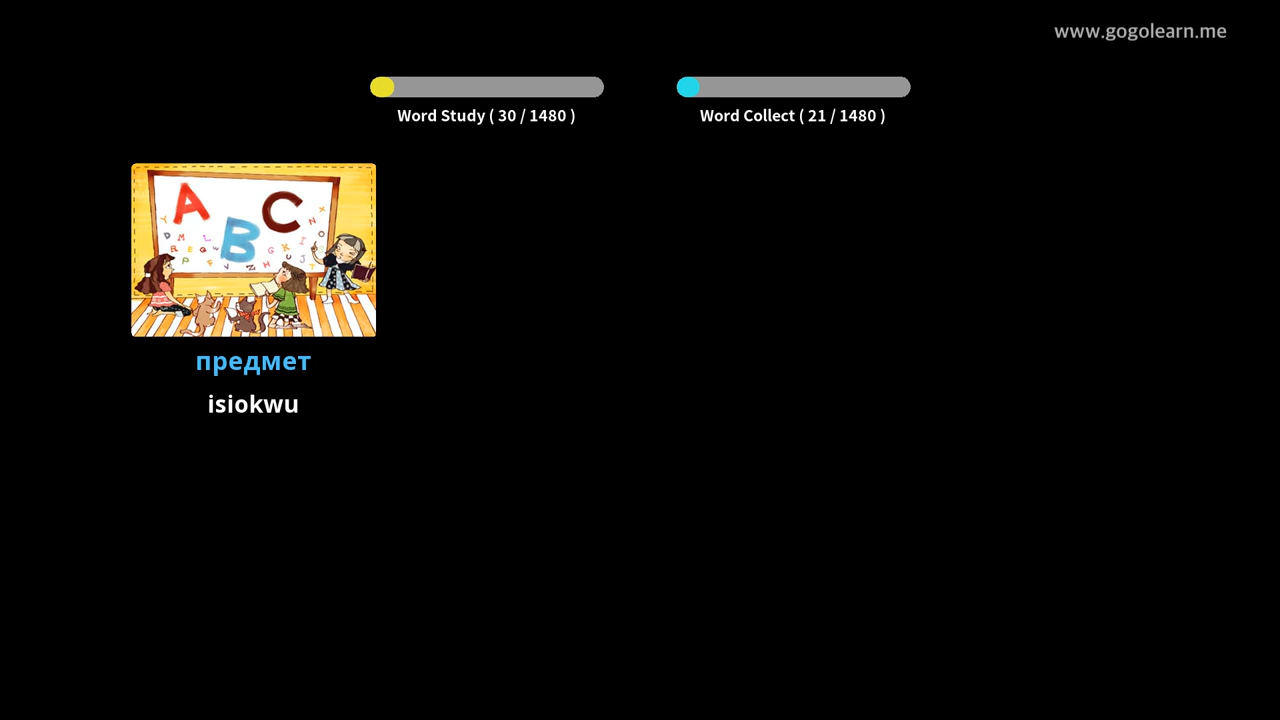 www.gogolearn.me
Word Study ( 30 / 1480 )
Word Collect ( 21 / 1480 )
A
B
C
предмет
isiokwu